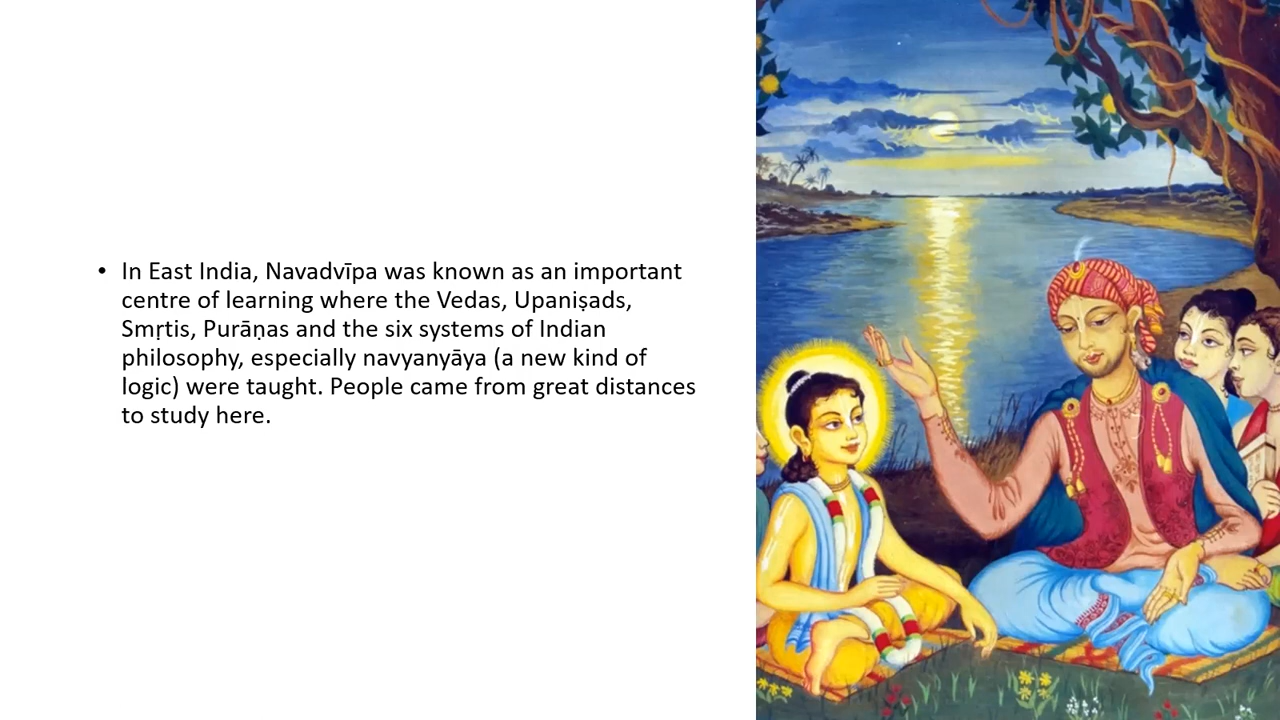 • In East India, Navadvīpa was known as an important
centre of learning where the Vedas, Upaniṣads,
Smṛtis, Purāṇas and the six systems of Indian
philosophy, especially navyanyāya (a new kind of
logic) were taught. People came from great distances
to study here.